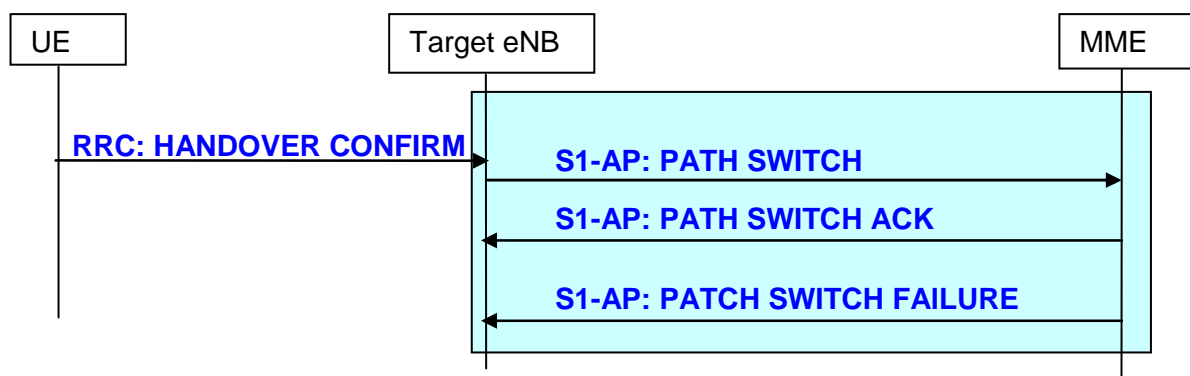 UE
Target eNB
MME
RRC: HANDOVER CONFIRM
S1-AP: PATH SWITCH
S1-AP: PATH SWITCH ACK
S1-AP: PATCH SWITCH FAILURE